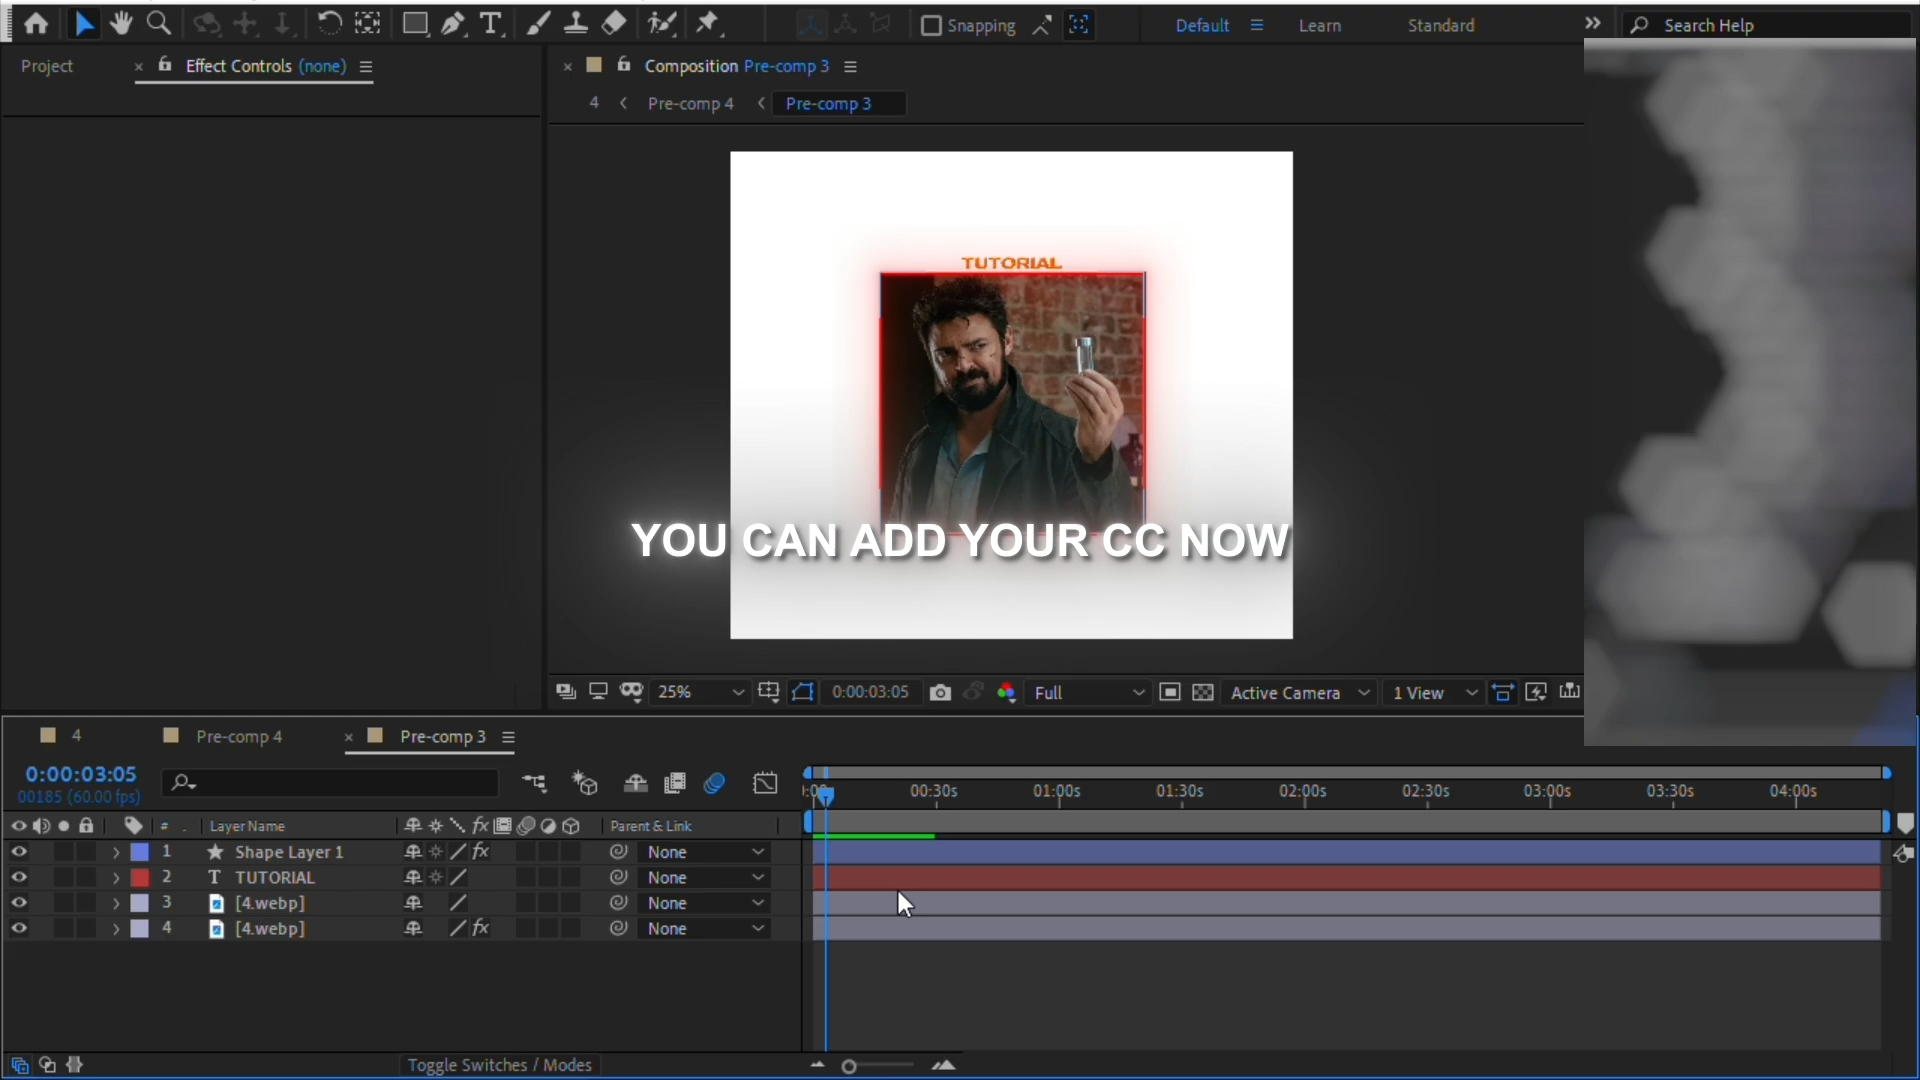 Snapping
Default
Learn
Standard
Search Help
Project
Effect Controls (none)
Composition Pre-comp 3
4 Pre-comp 4 Pre-comp 3
TUTORIAL
YOU CAN ADD YOUR CC NOW
25%
0:00:03:05
Full
Active Camera
1 View
4
Pre-comp 4
Pre-comp 3
0:00:03:05
00185 (60.00 fps)
00:30s 01:00s 01:30s 02:00s 02:30s 03:00s 03:30s 04:00s
# Layer Name fx Parent & Link
1 Shape Layer 1 fx None
2 T TUTORIAL None
3 [4.webp] None
4 [4.webp] fx None
Toggle Switches / Modes